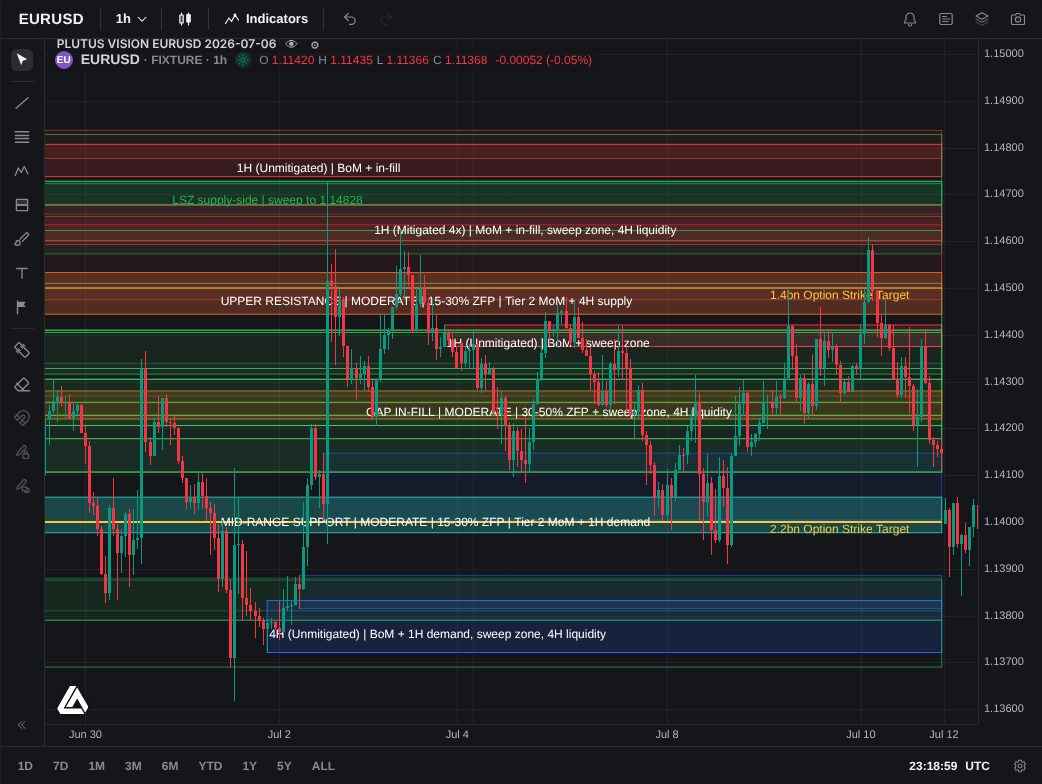 EURUSD 1h Indicators
PLUTUS VISION EURUSD 2026-07-06
EU EURUSD · FIXTURE · 1h O 1.11420 H 1.11435 L 1.11366 C 1.11368 -0.00052 (-0.05%)
1.15000
1.14900
1.14800
1H (Unmitigated) | BoM + in-fill
1.14700
LSZ supply-side | sweep to 1.14828
1H (Mitigated 4x) | MoM + in-fill, sweep zone, 4H liquidity
1.14600
1.14500
1.4bn Option Strike Target
UPPER RESISTANCE | MODERATE | 15-30% ZFP | Tier 2 MoM + 4H supply
1.14400
1H (Unmitigated) | BoM + sweep zone
1.14300
GAP IN-FILL | MODERATE | 30-50% ZFP + sweep zone, 4H liquidity
1.14200
1.14100
MID-RANGE SUPPORT | MODERATE | 15-30% ZFP | Tier 2 MoM + 1H demand
1.14000
2.2bn Option Strike Target
1.13900
1.13800
4H (Unmitigated) | BoM + 1H demand, sweep zone, 4H liquidity
1.13700
1.13600
Jun 30 Jul 2 Jul 4 Jul 8 Jul 10 Jul 12
1D 7D 1M 3M 6M YTD 1Y 5Y ALL 23:18:59 UTC